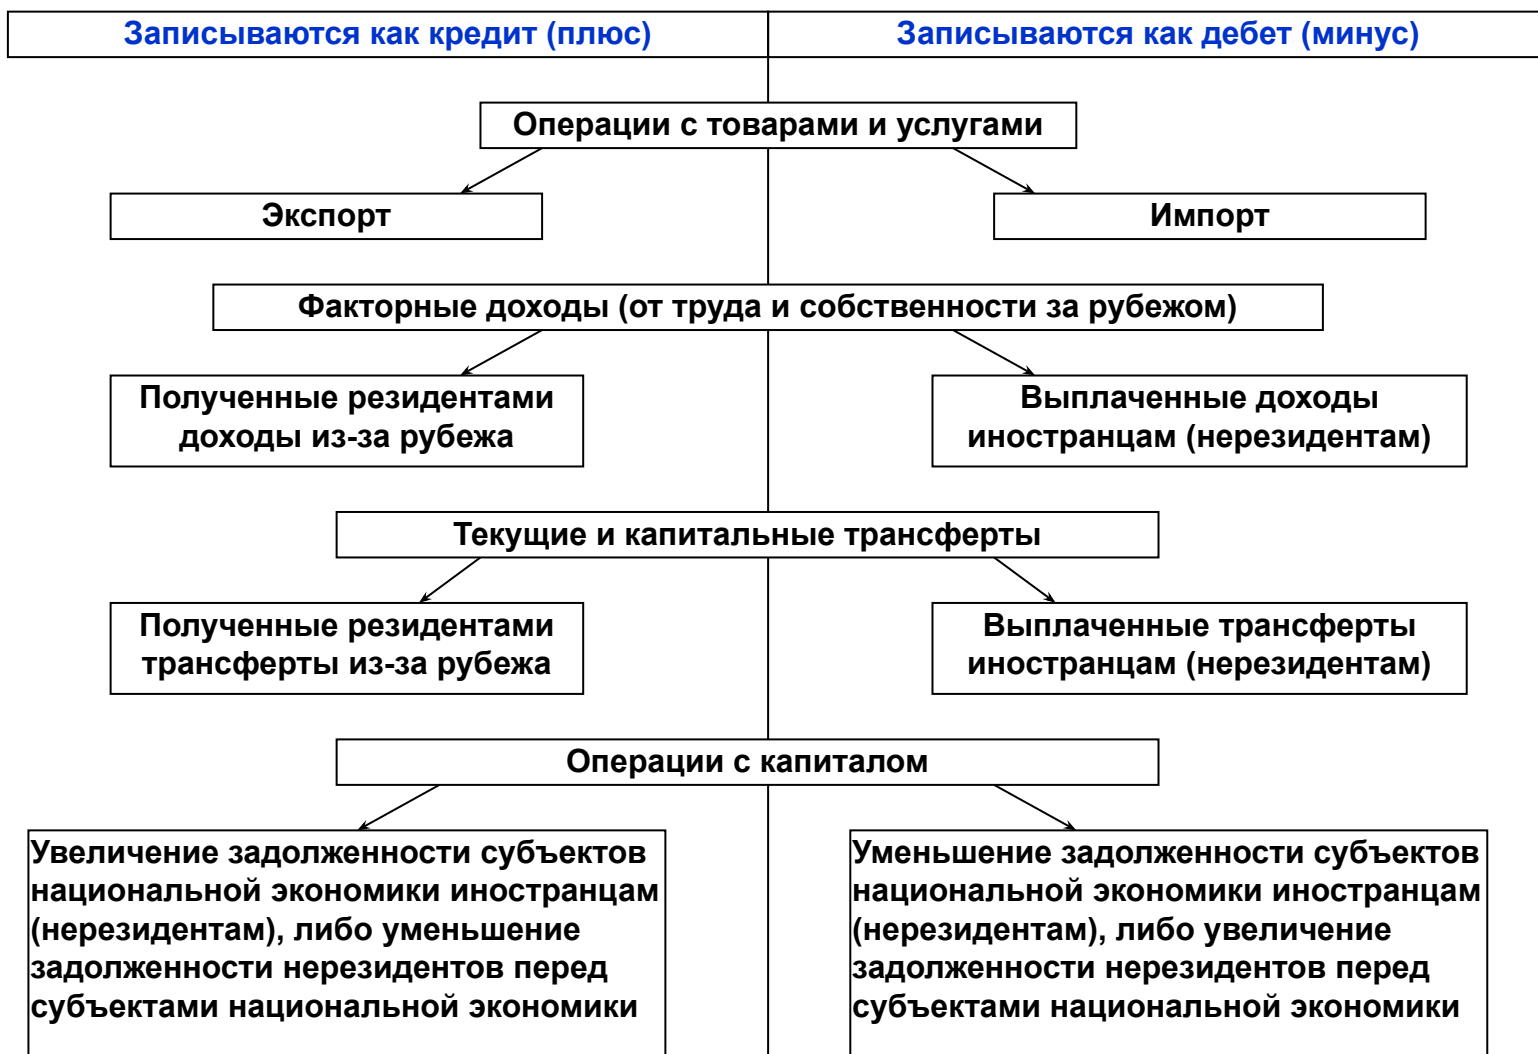 Записываются как кредит (плюс)
Записываются как дебет (минус)
Операции с товарами и услугами
Экспорт
Импорт
Факторные доходы (от труда и собственности за рубежом)
Полученные резидентами
доходы из-за рубежа
Выплаченные доходы
иностранцам (нерезидентам)
Текущие и капитальные трансферты
Полученные резидентами
трансферты из-за рубежа
Выплаченные трансферты
иностранцам (нерезидентам)
Операции с капиталом
Увеличение задолженности субъектов
национальной экономики иностранцам
(нерезидентам), либо уменьшение
задолженности нерезидентов перед
субъектами национальной экономики
Уменьшение задолженности субъектов
национальной экономики иностранцам
(нерезидентам), либо увеличение
задолженности нерезидентов перед
субъектами национальной экономики